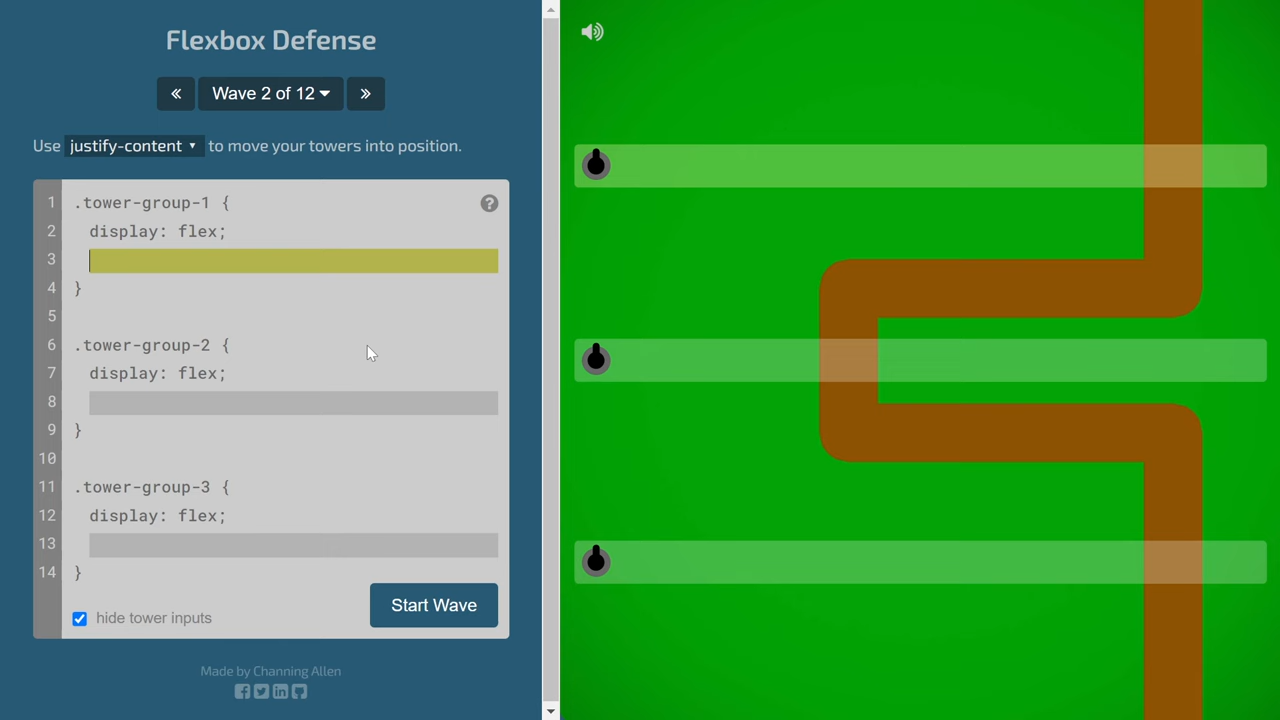 Flexbox Defense
« Wave 2 of 12 »
Use justify-content to move your towers into position.
1 .tower-group-1 { ?
2 display: flex;
3
4 }
5
6 .tower-group-2 {
7 display: flex;
8
9 }
10
11 .tower-group-3 {
12 display: flex;
13
14 }
hide tower inputs
Start Wave
Made by Channing Allen